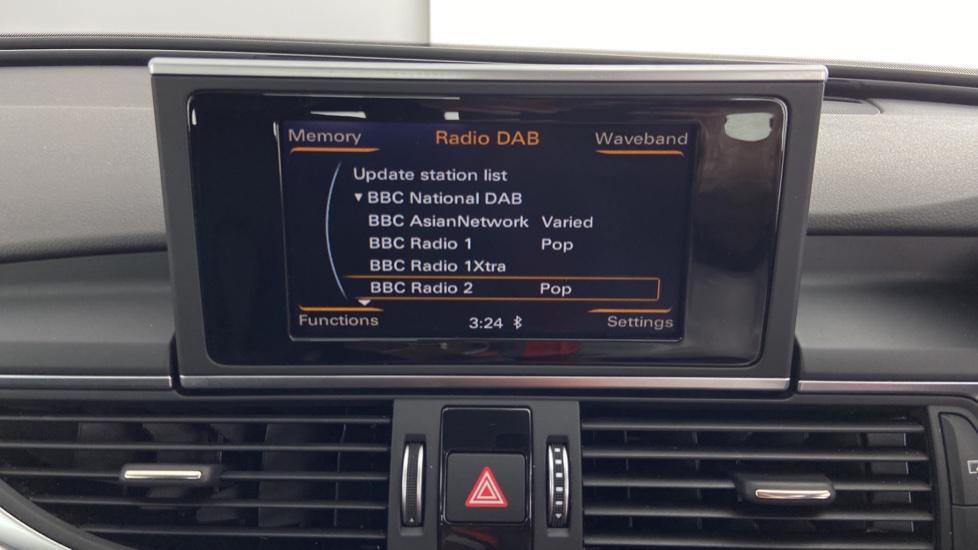 Memory Radio DAB Waveband
Update station list
BBC National DAB
BBC AsianNetwork Varied
BBC Radio 1 Pop
BBC Radio 1Xtra
BBC Radio 2 Pop
Functions 3:24 Settings